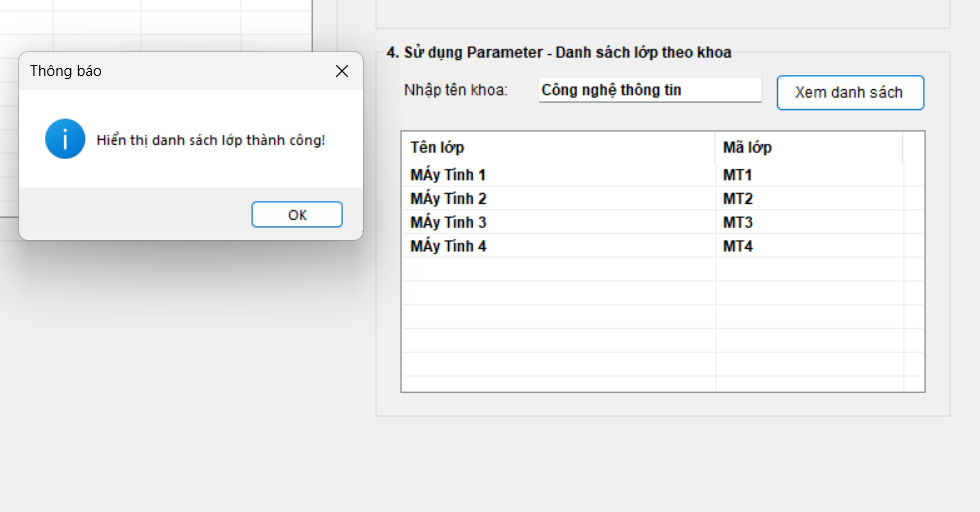 Thông báo
Hiển thị danh sách lớp thành công!
OK
4. Sử dụng Parameter - Danh sách lớp theo khoa
Nhập tên khoa: Công nghệ thông tin Xem danh sách
Tên lớp Mã lớp
MÁy Tính 1 MT1
MÁy Tính 2 MT2
MÁy Tính 3 MT3
MÁy Tính 4 MT4